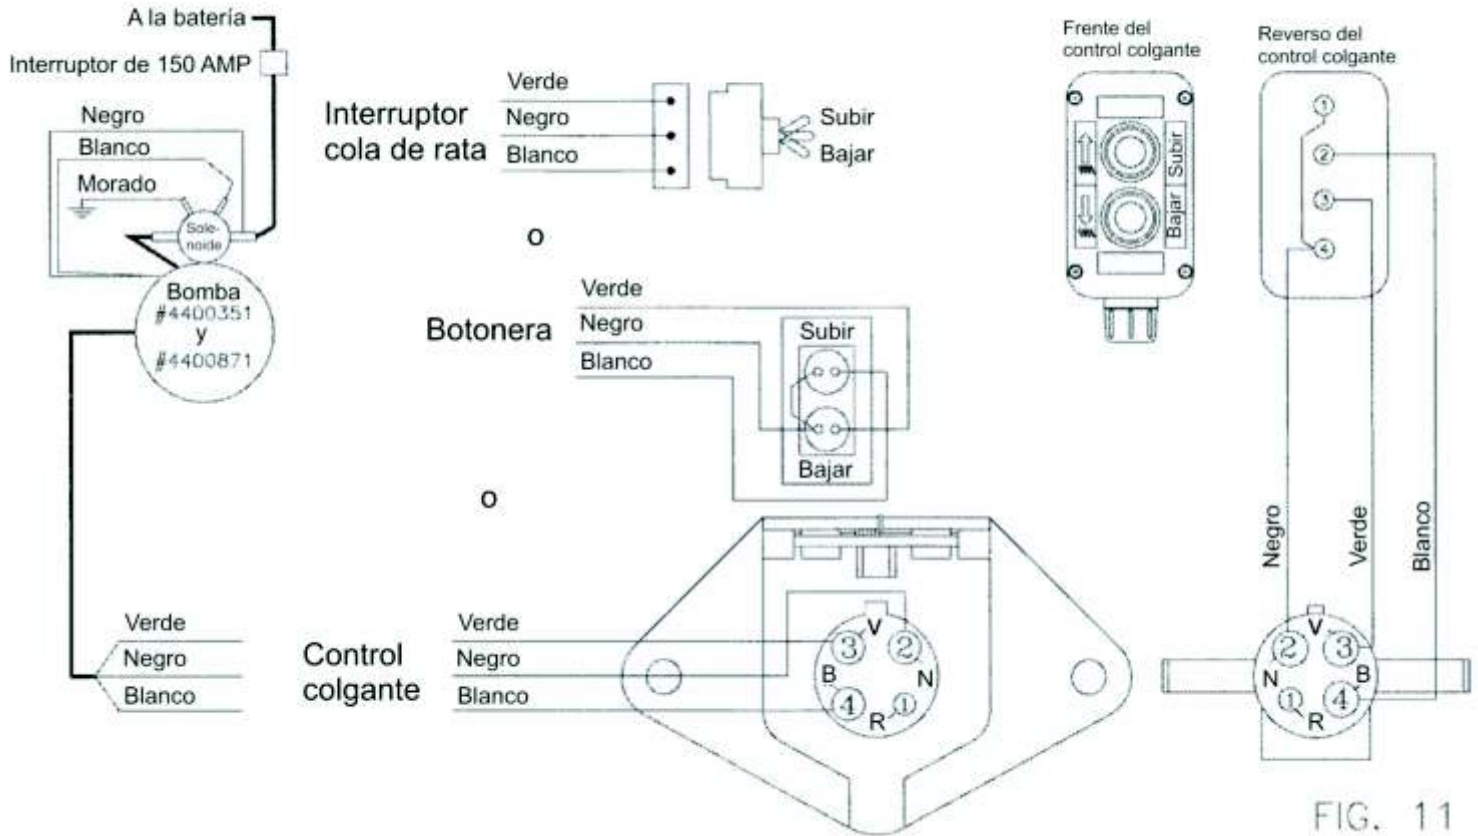 A la batería
Interruptor de 150 AMP
Negro
Blanco
Morado
Sole-
noide
Bomba
#4400351
y
#4400871
Verde
Negro
Blanco
Interruptor
cola de rata
Verde
Negro
Blanco
Subir
Bajar
o
Botonera
Verde
Negro
Blanco
Subir
Bajar
o
Control
colgante
Verde
Negro
Blanco
3
V
2
B
N
4
R
1
Frente del
control colgante
Subir
Bajar
Reverso del
control colgante
1
2
3
4
Negro
Verde
Blanco
2
V
3
N
B
1
R
4
FIG. 11